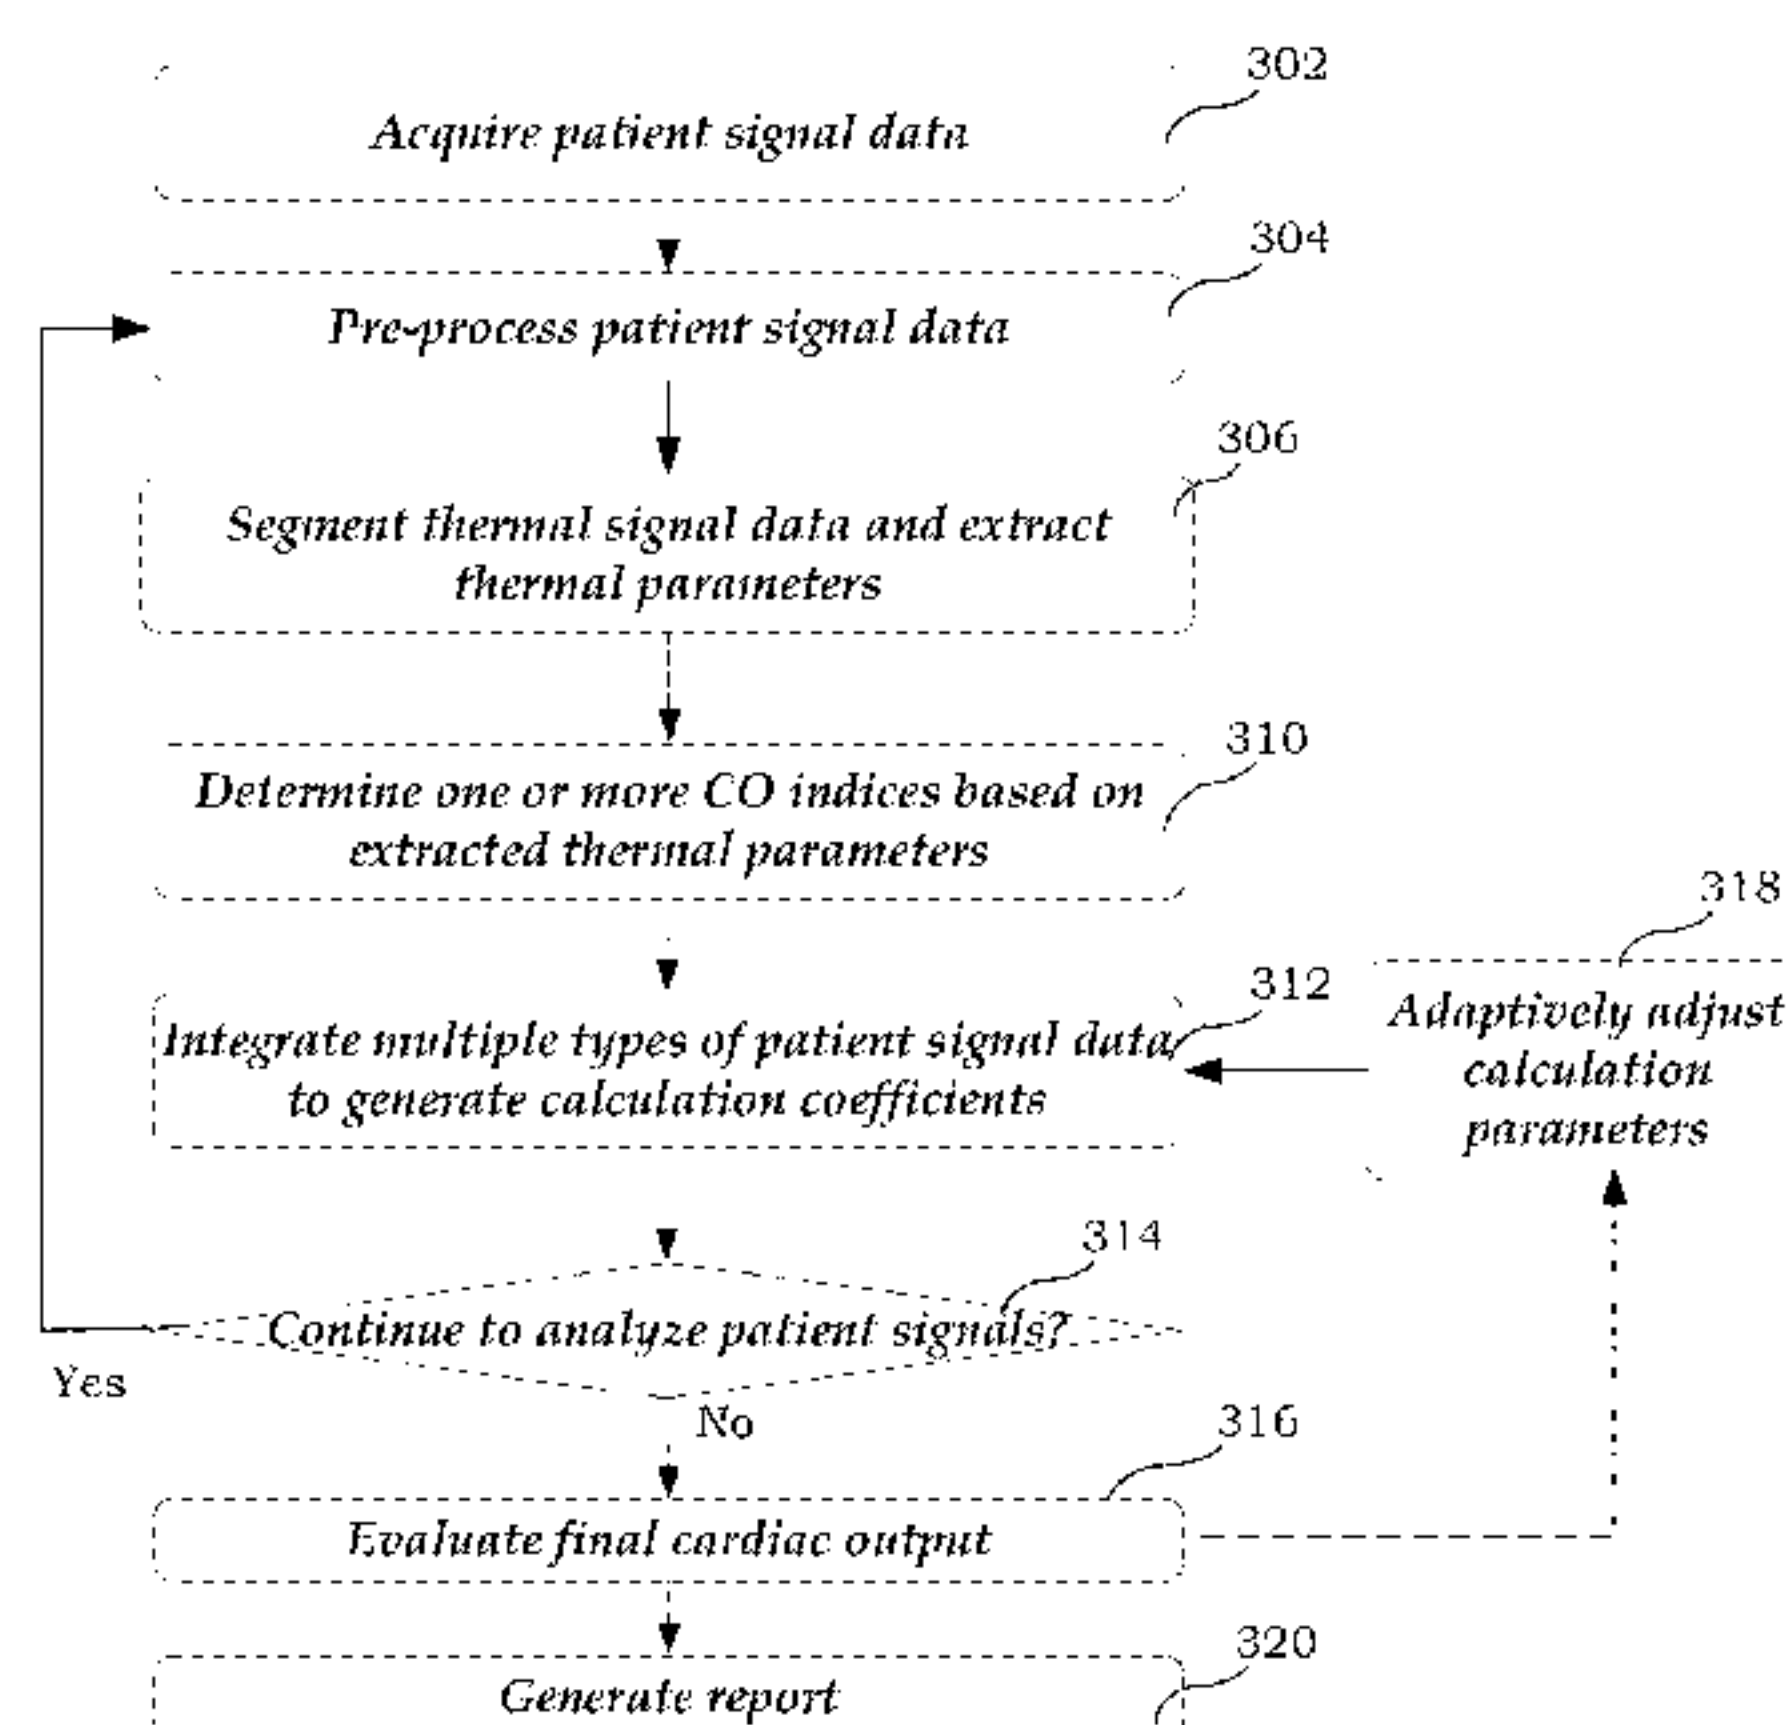 302
Acquire patient signal data
304
Pre-process patient signal data
306
Segment thermal signal data and extract
thermal parameters
310
Determine one or more CO indices based on
extracted thermal parameters
318
312
Integrate multiple types of patient signal data
to generate calculation coefficients
Adaptively adjust
calculation
parameters
314
Continue to analyze patient signals?
Yes
No
316
Evaluate final cardiac output
320
Generate report